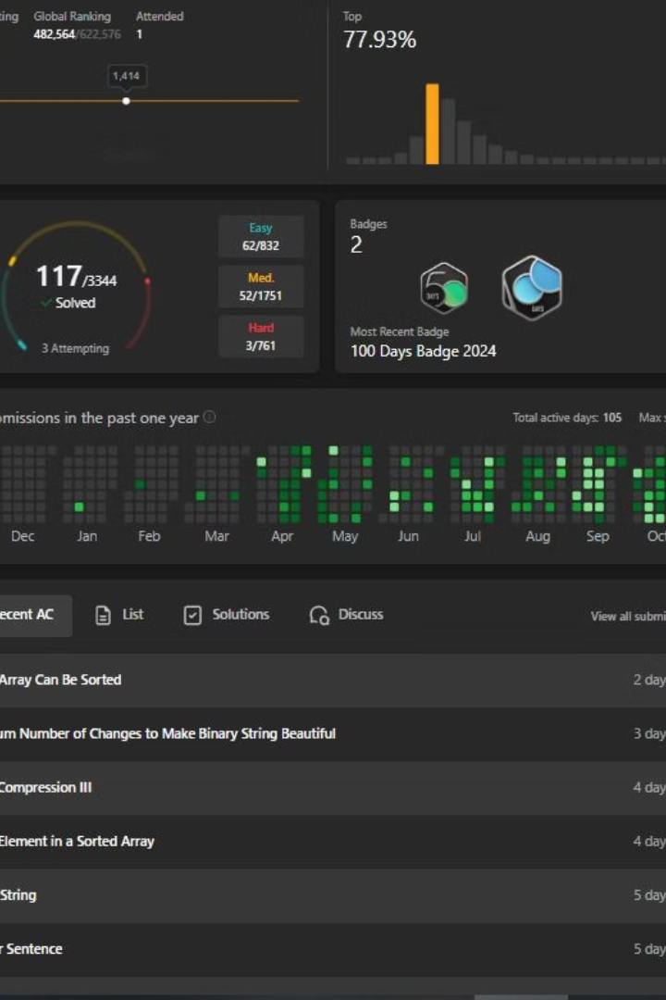 ting Global Ranking Attended
482,564/622,576 1
1,414
Top
77.93%
117/3344
Solved
3 Attempting
Easy
62/832
Med.
52/1751
Hard
3/761
Badges
2
DAYS
Most Recent Badge
100 Days Badge 2024
omissions in the past one year
Total active days: 105 Max s
Dec Jan Feb Mar Apr May Jun Jul Aug Sep Oct
ecent AC List Solutions Discuss View all submi
Array Can Be Sorted 2 day
um Number of Changes to Make Binary String Beautiful 3 day
Compression III 4 day
Element in a Sorted Array 4 day
String 5 day
r Sentence 5 day